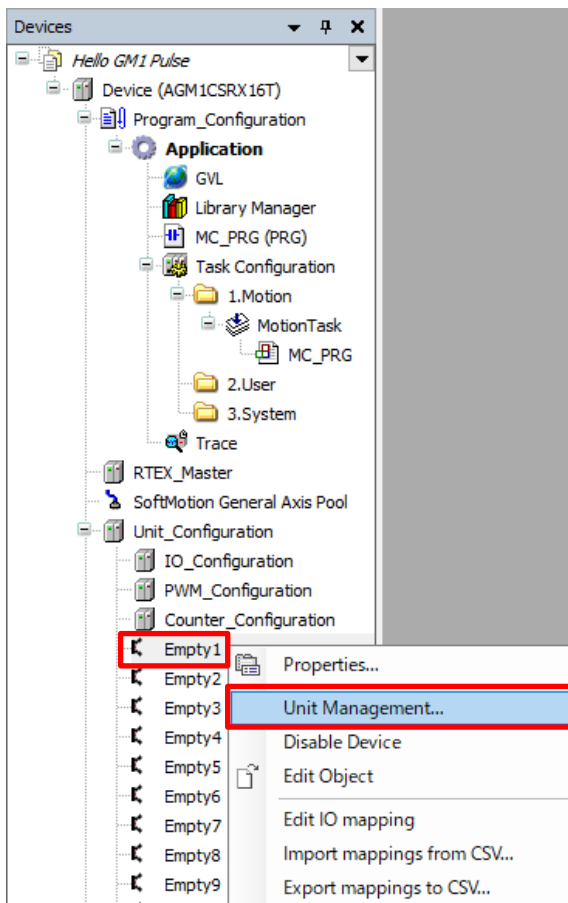 Devices
Hello GM1 Pulse
Device (AGM1CSRX16T)
Program_Configuration
Application
GVL
Library Manager
MC_PRG (PRG)
Task Configuration
1.Motion
MotionTask
MC_PRG
2.User
3.System
Trace
RTEX_Master
SoftMotion General Axis Pool
Unit_Configuration
IO_Configuration
PWM_Configuration
Counter_Configuration
Empty1
Empty2
Empty3
Empty4
Empty5
Empty6
Empty7
Empty8
Empty9
Properties...
Unit Management...
Disable Device
Edit Object
Edit IO mapping
Import mappings from CSV...
Export mappings to CSV...